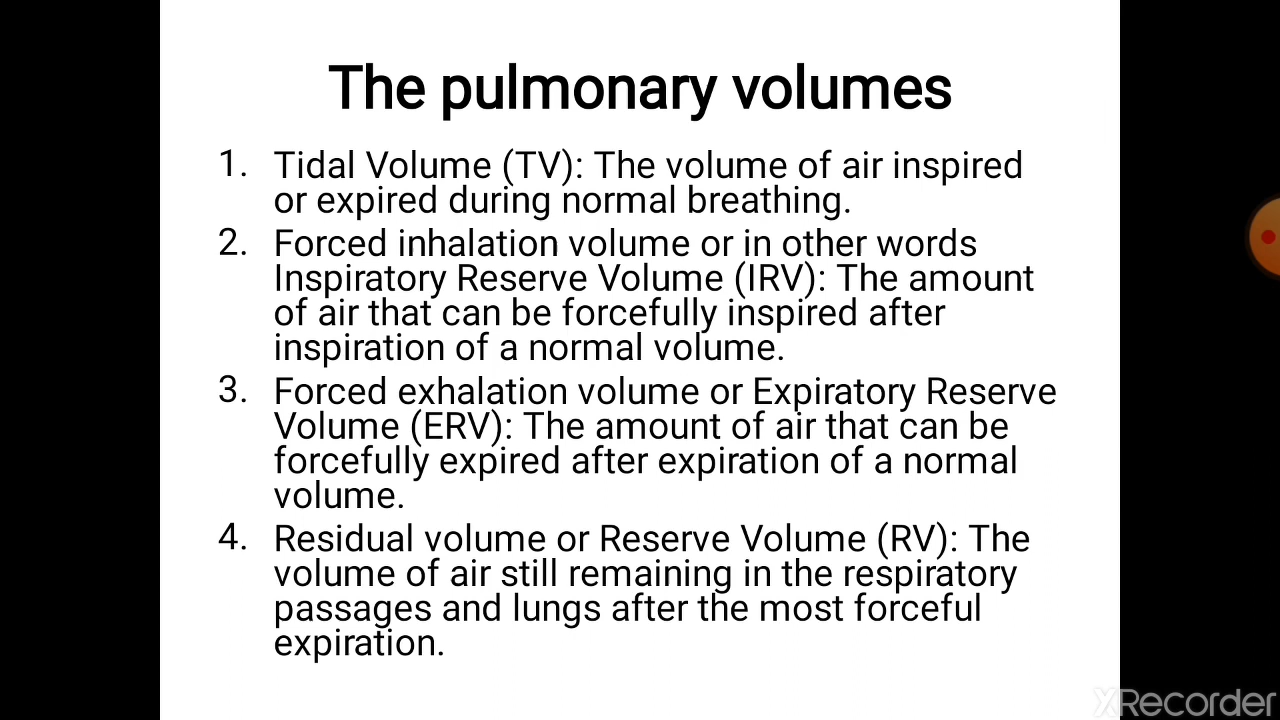 The pulmonary volumes
1. Tidal Volume (TV): The volume of air inspired
or expired during normal breathing.
2. Forced inhalation volume or in other words
Inspiratory Reserve Volume (IRV): The amount
of air that can be forcefully inspired after
inspiration of a normal volume.
3. Forced exhalation volume or Expiratory Reserve
Volume (ERV): The amount of air that can be
forcefully expired after expiration of a normal
volume.
4. Residual volume or Reserve Volume (RV): The
volume of air still remaining in the respiratory
passages and lungs after the most forceful
expiration.
XRecorder